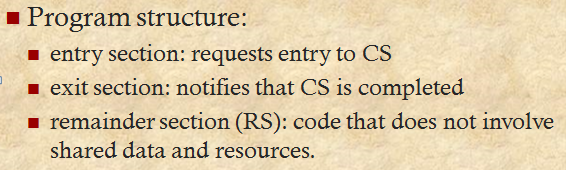 Program structure:
entry section: requests entry to CS
exit section: notifies that CS is completed
remainder section (RS): code that does not involve
shared data and resources.